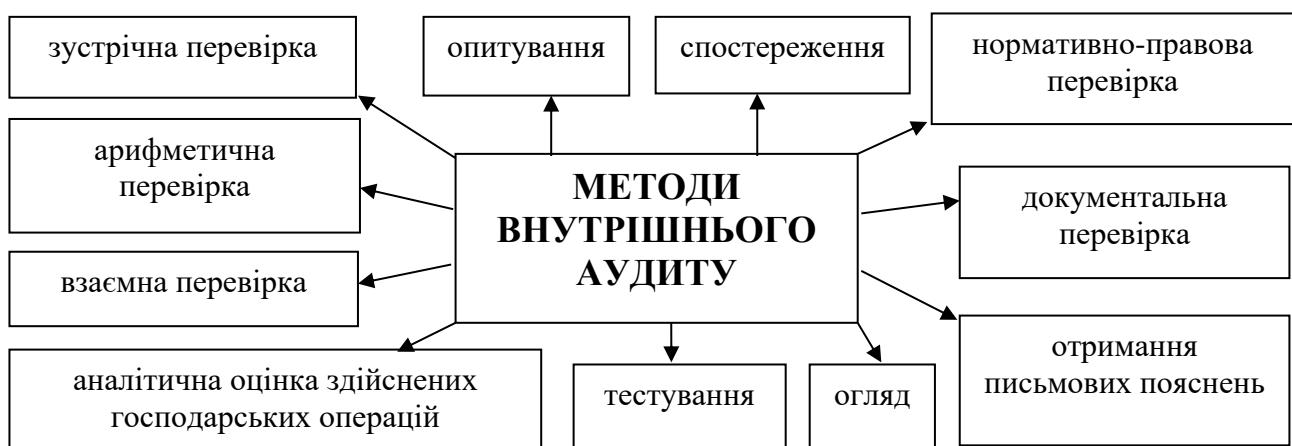 зустрічна перевірка
опитування
спостереження
нормативно-правова
перевірка
арифметична
перевірка
МЕТОДИ
ВНУТРІШНЬОГО
АУДИТУ
документальна
перевірка
взаємна перевірка
отримання
письмових пояснень
аналітична оцінка здійснених
господарських операцій
тестування
огляд